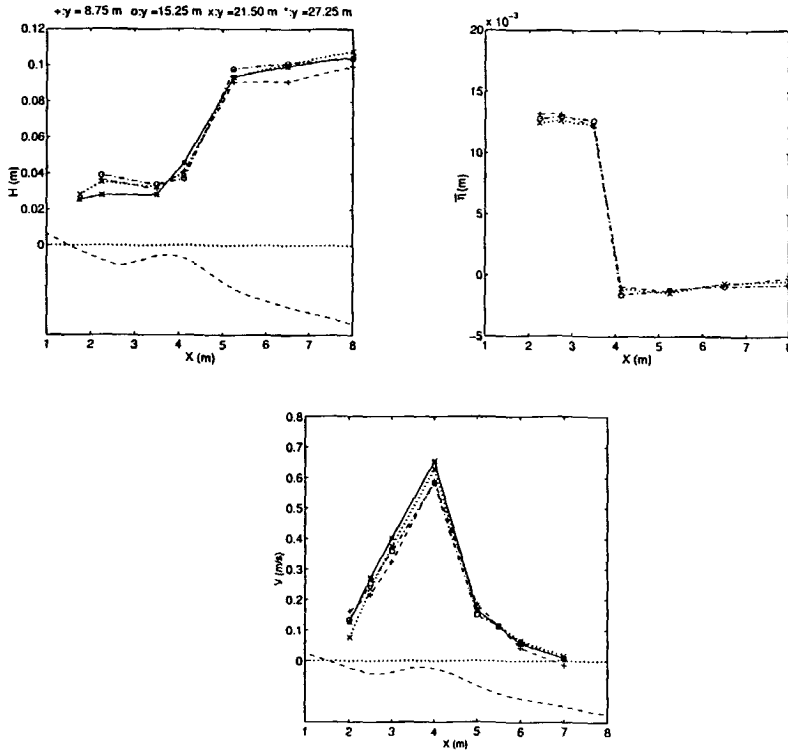 +:y = 8.75 m o:y=15.25 m x:y=21.50 m *:y=27.25 m
0.12
0.1
0.08
0.06
0.04
0.02
0
H (m)
1 2 3 4 5 6 7 8
X (m)
x 10⁻³
20
15
10
5
0
-5
η̅ (m)
1 2 3 4 5 6 7 8
X (m)
0.8
0.7
0.6
0.5
0.4
0.3
0.2
0.1
0
V (m/s)
1 2 3 4 5 6 7 8
X (m)